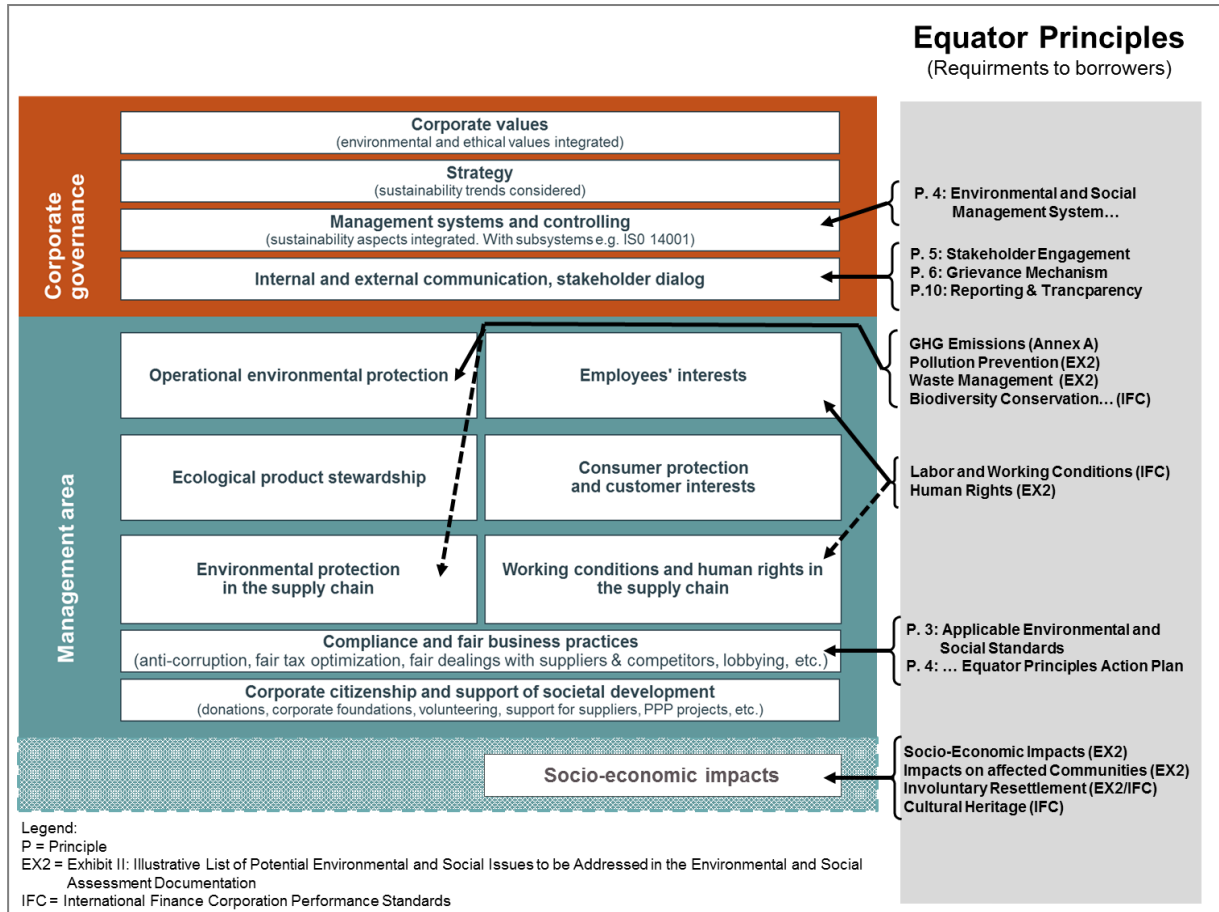 Equator Principles
(Requirments to borrowers)
Corporate governance
Corporate values
(environmental and ethical values integrated)
Strategy
(sustainability trends considered)
Management systems and controlling
(sustainability aspects integrated. With subsystems e.g. IS0 14001)
Internal and external communication, stakeholder dialog
P. 4: Environmental and Social
Management System…
P. 5: Stakeholder Engagement
P. 6: Grievance Mechanism
P.10: Reporting & Trancparency
Management area
Operational environmental protection
Employees' interests
Ecological product stewardship
Consumer protection
and customer interests
Environmental protection
in the supply chain
Working conditions and human rights in
the supply chain
Compliance and fair business practices
(anti-corruption, fair tax optimization, fair dealings with suppliers & competitors, lobbying, etc.)
Corporate citizenship and support of societal development
(donations, corporate foundations, volunteering, support for suppliers, PPP projects, etc.)
Socio-economic impacts
GHG Emissions (Annex A)
Pollution Prevention (EX2)
Waste Management (EX2)
Biodiversity Conservation… (IFC)
Labor and Working Conditions (IFC)
Human Rights (EX2)
P. 3: Applicable Environmental and
Social Standards
P. 4: … Equator Principles Action Plan
Socio-Economic Impacts (EX2)
Impacts on affected Communities (EX2)
Involuntary Resettlement (EX2/IFC)
Cultural Heritage (IFC)
Legend:
P = Principle
EX2 = Exhibit II: Illustrative List of Potential Environmental and Social Issues to be Addressed in the Environmental and Social
Assessment Documentation
IFC = International Finance Corporation Performance Standards